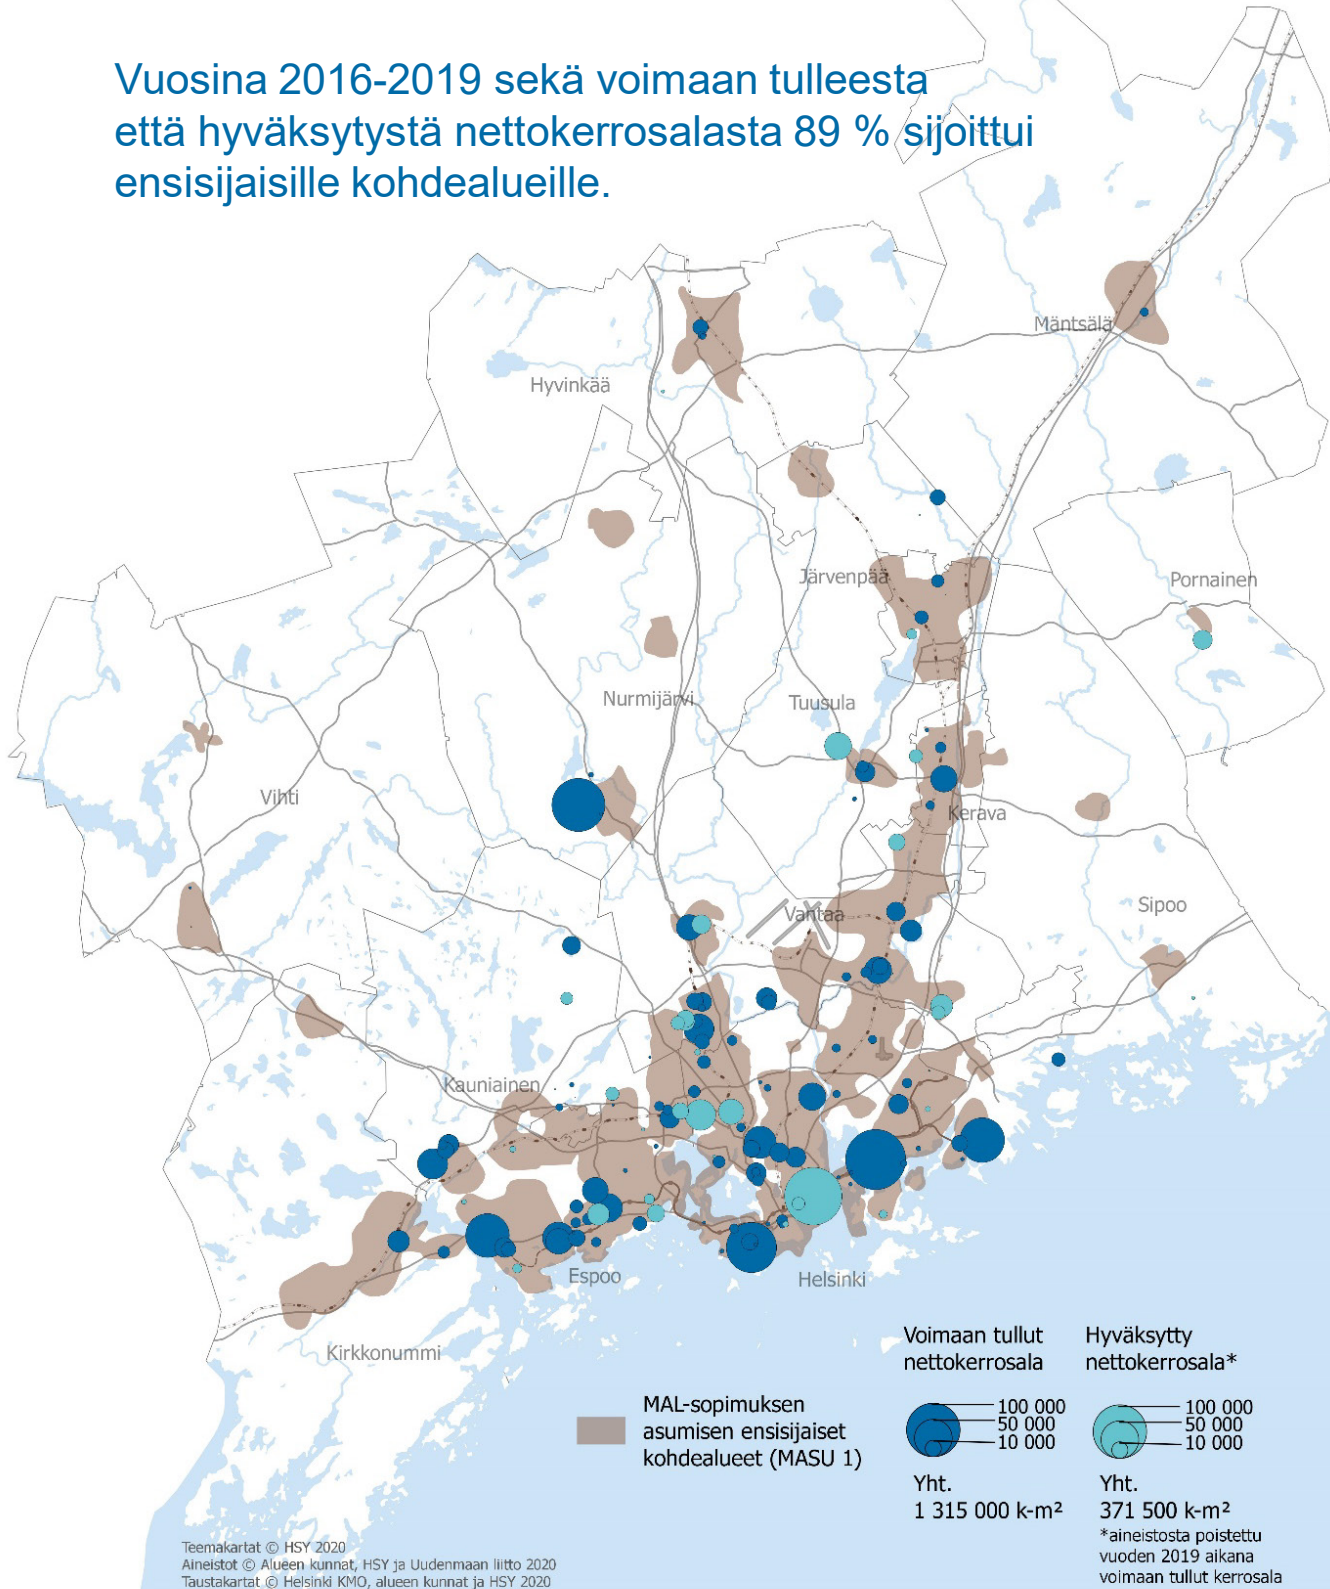 Vuosina 2016-2019 sekä voimaan tulleesta
että hyväksytystä nettokerrosalasta 89 % sijoittui
ensisijaisille kohdealueille.
Mäntsälä
Hyvinkää
Järvenpää
Pornainen
Nurmijärvi
Tuusula
Vihti
Kerava
Sipoo
Vantaa
Kauniainen
Espoo
Helsinki
Kirkkonummi
MAL-sopimuksen
asumisen ensisijaiset
kohdealueet (MASU 1)
Voimaan tullut
nettokerrosala
100 000
50 000
10 000
Yht.
1 315 000 k-m²
Hyväksytty
nettokerrosala*
100 000
50 000
10 000
Yht.
371 500 k-m²
*aineistosta poistettu
vuoden 2019 aikana
voimaan tullut kerrosala
Teemakartat © HSY 2020
Aineistot © Alueen kunnat, HSY ja Uudenmaan liitto 2020
Taustakartat © Helsinki KMO, alueen kunnat ja HSY 2020